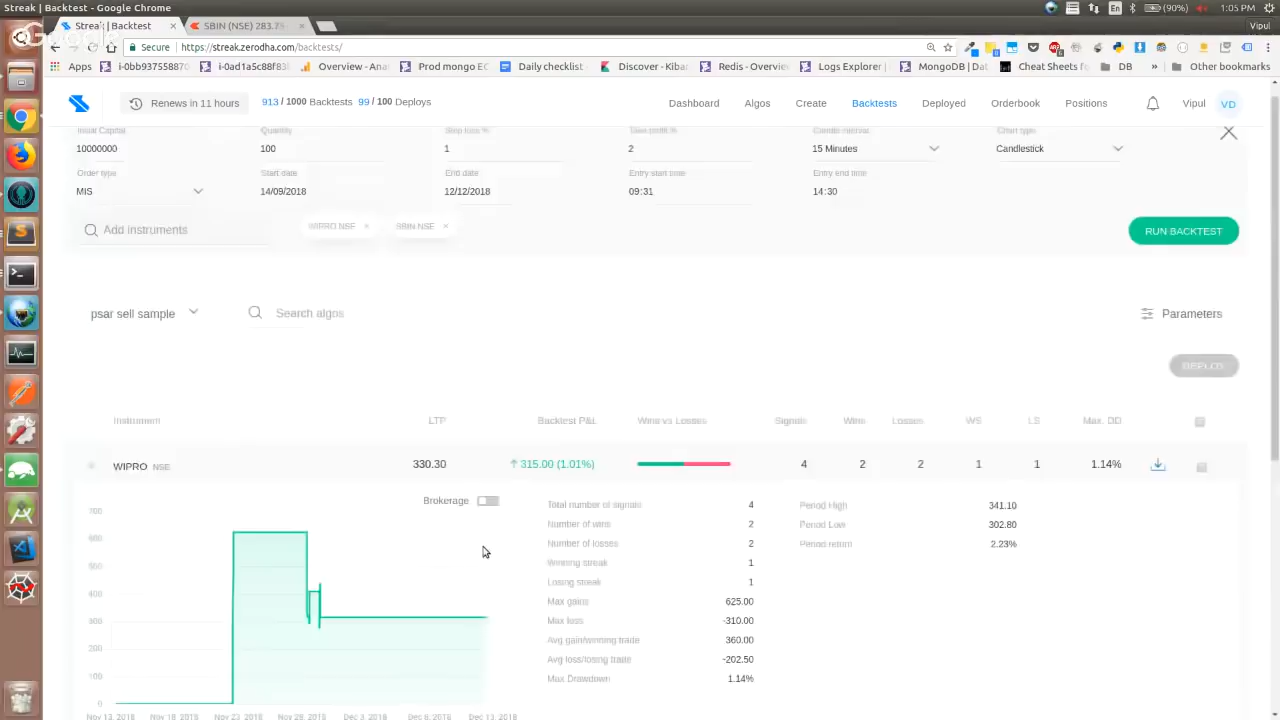 Streak | Backtest - Google Chrome
En (90%) 1:05 PM
Streak | Backtest × SBIN (NSE) 283.75 × Vipul
Secure https://streak.zerodha.com/backtests/
Apps i-0bb937558870 Overview - Ana Prod mongo EC Daily checklist Discover - Kiba Redis - Overview Logs Explorer | MongoDB | Dat Cheat Sheets fo DB » Other bookmarks
Renews in 11 hours 913 / 1000 Backtests 99 / 100 Deploys Dashboard Algos Create Backtests Deployed Orderbook Positions Vipul VD
Initial Capital Quantity Stop loss % Take profit % Candle interval Chart type
10000000 100 1 2 15 Minutes Candlestick
Order type Start date End date Entry start time Entry end time
MIS 14/09/2018 12/12/2018 09:31 14:30
Add instruments WIPRO NSE × SBIN NSE × RUN BACKTEST
psar sell sample Search algos Parameters
DEPLOY
Instrument LTP Backtest P&L Wins vs Losses Signals Wins Losses WS LS Max. DD
WIPRO NSE 330.30 315.00 (1.01%) 4 2 2 1 1 1.14%
Brokerage
Total number of signals 4
Number of wins 2
Number of losses 2
Winning streak 1
Losing streak 1
Max gains 625.00
Max loss -310.00
Avg gain/winning trade 360.00
Avg loss/losing trade -202.50
Max Drawdown 1.14%
Period High 341.10
Period Low 302.80
Period return 2.23%
700
600
500
400
300
200
100
0
Nov 13, 2018 Nov 18, 2018 Nov 23, 2018 Nov 28, 2018 Dec 3, 2018 Dec 8, 2018 Dec 13, 2018